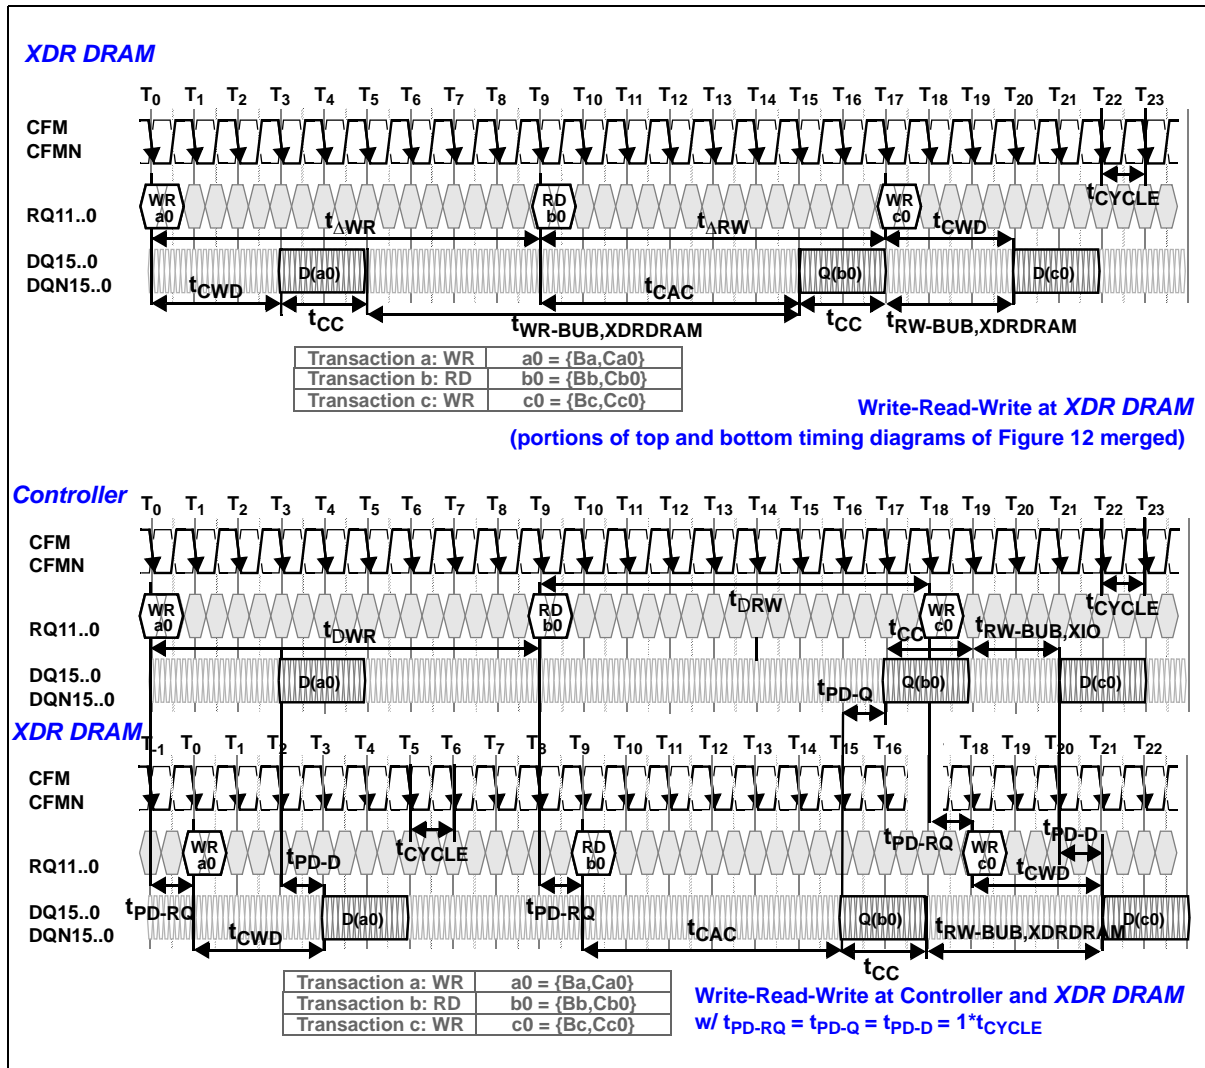 XDR DRAM
T0 T1 T2 T3 T4 T5 T6 T7 T8 T9 T10 T11 T12 T13 T14 T15 T16 T17 T18 T19 T20 T21 T22 T23
CFM
CFMN
tCYCLE
WR a0 RD b0 WR c0
RQ11..0
tΔWR tΔRW tCWD
DQ15..0
DQN15..0
D(a0) Q(b0) D(c0)
tCWD tCAC
tCC tWR-BUB,XDRDRAM tCC tRW-BUB,XDRDRAM
Transaction a: WR a0 = {Ba,Ca0}
Transaction b: RD b0 = {Bb,Cb0}
Transaction c: WR c0 = {Bc,Cc0}
Write-Read-Write at XDR DRAM
(portions of top and bottom timing diagrams of Figure 12 merged)
Controller
T0 T1 T2 T3 T4 T5 T6 T7 T8 T9 T10 T11 T12 T13 T14 T15 T16 T17 T18 T19 T20 T21 T22 T23
CFM
CFMN
tDRW tCYCLE
WR a0 RD b0 WR c0
RQ11..0
tDWR tCC tRW-BUB,XIO
DQ15..0
DQN15..0
D(a0) Q(b0) D(c0)
tPD-Q
XDR DRAM
T-1 T0 T1 T2 T3 T4 T5 T6 T7 T8 T9 T10 T11 T12 T13 T14 T15 T16 T18 T19 T20 T21 T22
CFM
CFMN
tPD-RQ tPD-D
WR a0 RD b0 WR c0
RQ11..0
tPD-D tCYCLE tCWD
tPD-RQ tPD-RQ
DQ15..0
DQN15..0
D(a0) Q(b0) D(c0)
tCWD tCAC tRW-BUB,XDRDRAM
tCC
Transaction a: WR a0 = {Ba,Ca0}
Transaction b: RD b0 = {Bb,Cb0}
Transaction c: WR c0 = {Bc,Cc0}
Write-Read-Write at Controller and XDR DRAM
w/ tPD-RQ = tPD-Q = tPD-D = 1*tCYCLE